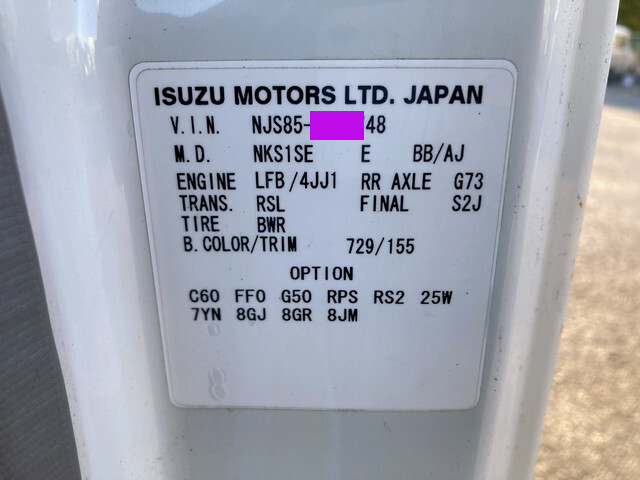 ISUZU MOTORS LTD. JAPAN
V.I.N. NJS85- 48
M.D. NKS1SE E BB/AJ
ENGINE LFB/4JJ1 RR AXLE G73
TRANS. RSL FINAL S2J
TIRE BWR
B.COLOR/TRIM 729/155
OPTION
C60 FF0 G50 RPS RS2 25W
7YN 8GJ 8GR 8JM